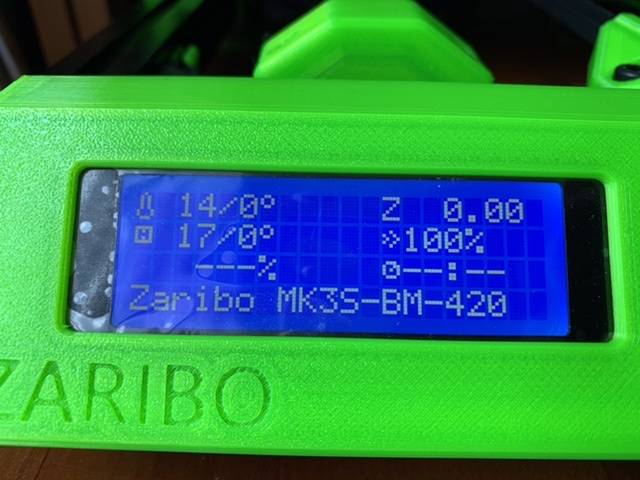 14/0° Z 0.00
17/0° 100%
---% --:--
Zaribo MK3S-BM-420
ZARIBO